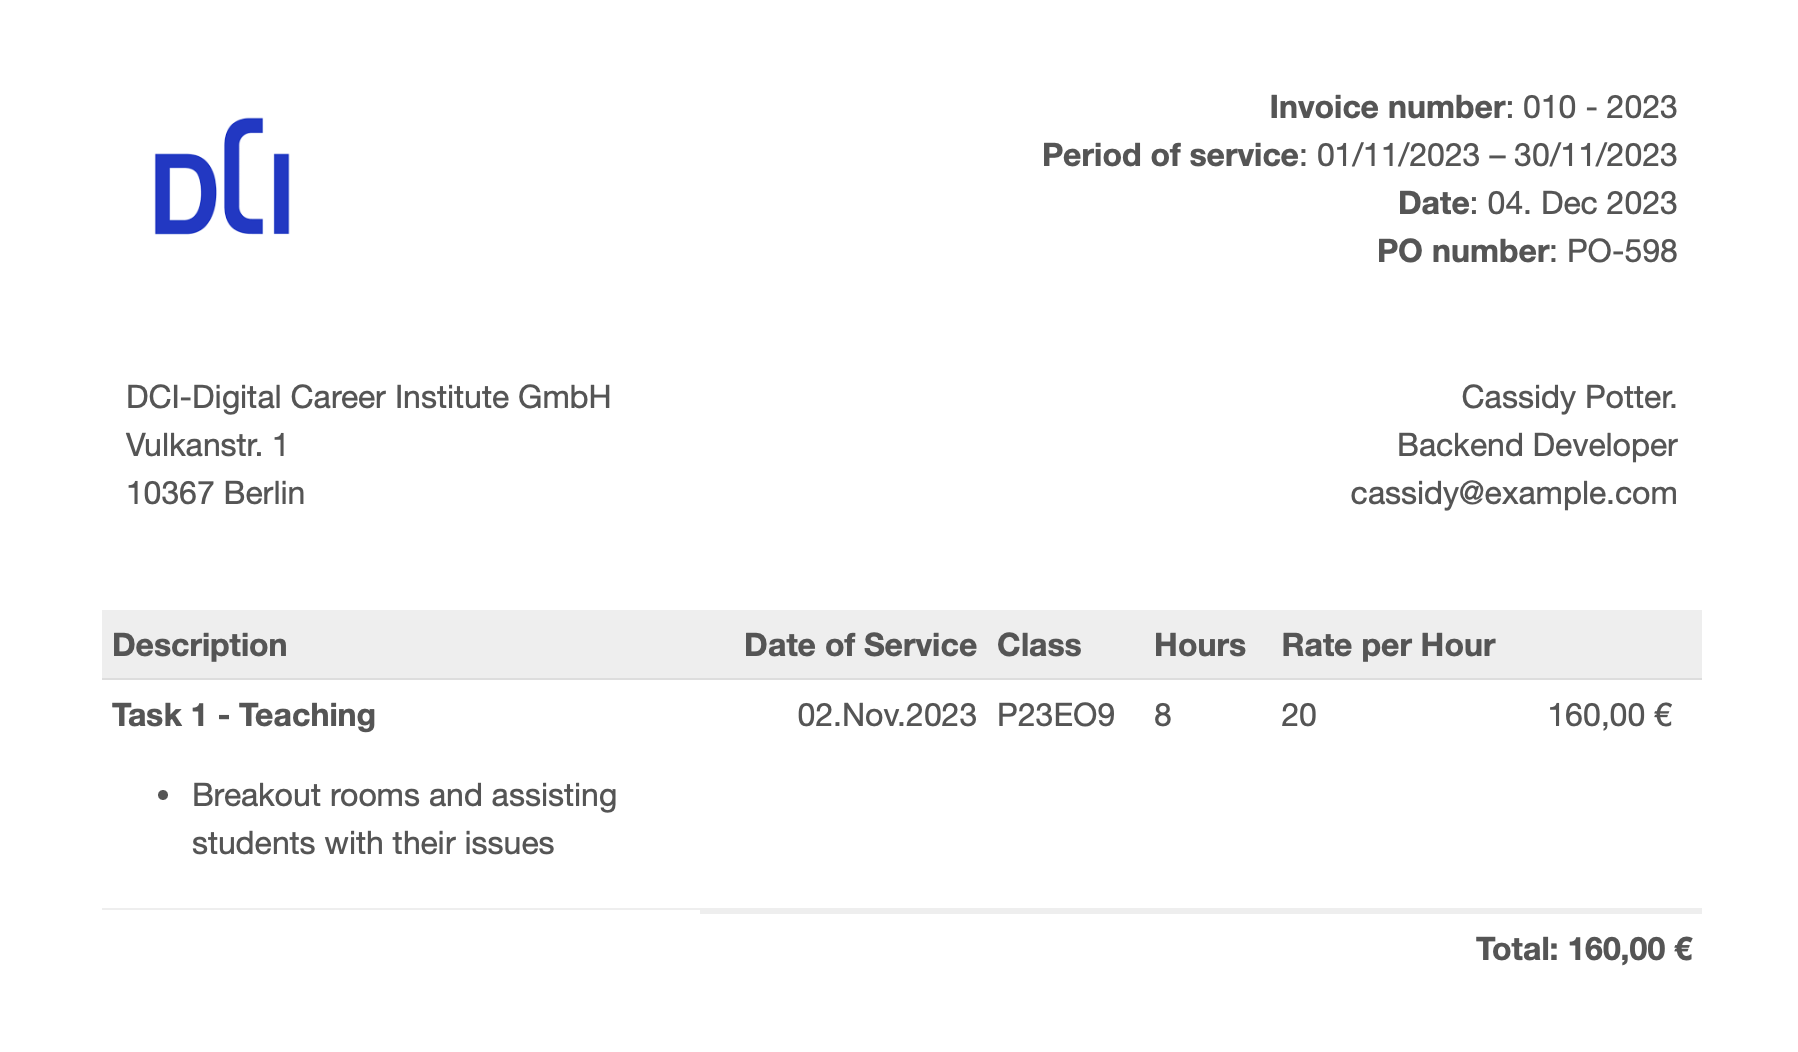 DCI
Invoice number: 010 - 2023
Period of service: 01/11/2023 – 30/11/2023
Date: 04. Dec 2023
PO number: PO-598
DCI-Digital Career Institute GmbH
Vulkanstr. 1
10367 Berlin
Cassidy Potter.
Backend Developer
cassidy@example.com
Description Date of Service Class Hours Rate per Hour
Task 1 - Teaching 02.Nov.2023 P23EO9 8 20 160,00 €
• Breakout rooms and assisting
students with their issues
Total: 160,00 €